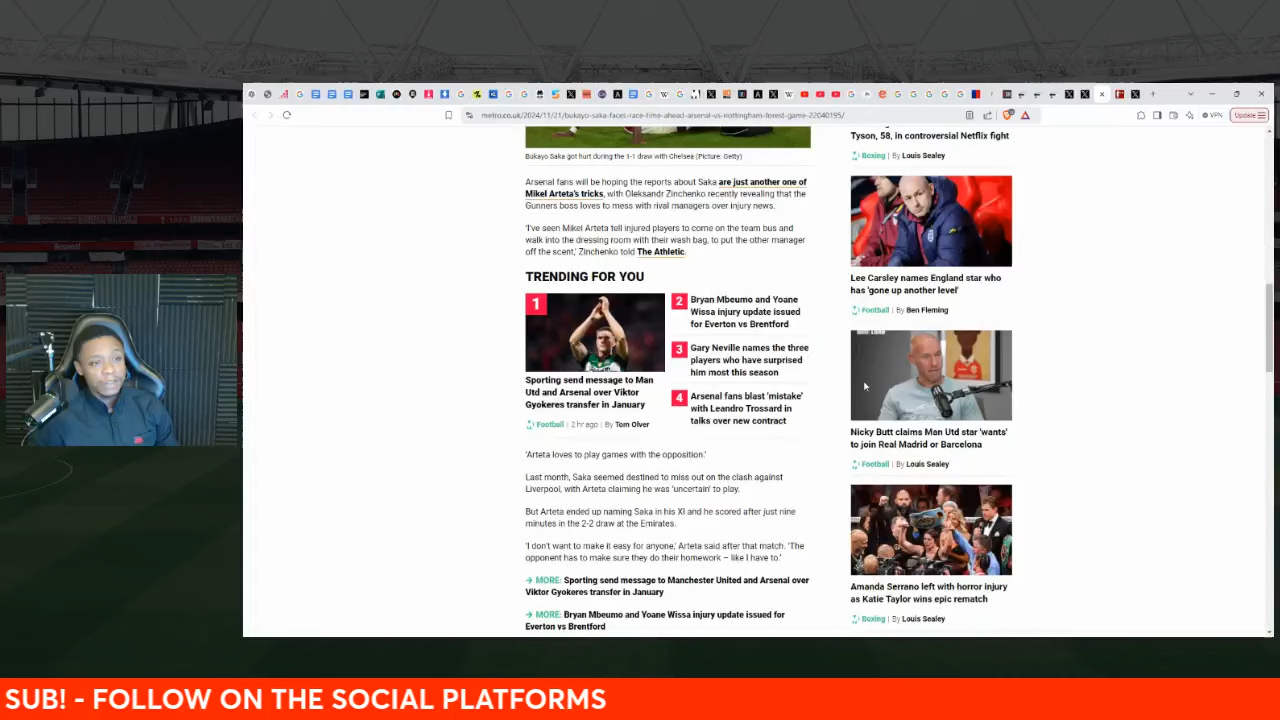 Update
VPN
metro.co.uk/2024/11/21/bukayo-saka-faces-race-time-ahead-arsenal-vs-nottingham-forest-game-22040195/
Bukayo Saka got hurt during the 1-1 draw with Chelsea (Picture: Getty)
Arsenal fans will be hoping the reports about Saka are just another one of
Mikel Arteta's tricks, with Oleksandr Zinchenko recently revealing that the
Gunners boss loves to mess with rival managers over injury news.
'I've seen Mikel Arteta tell injured players to come on the team bus and
walk into the dressing room with their wash bag, to put the other manager
off the scent,' Zinchenko told The Athletic.
TRENDING FOR YOU
1
Sporting send message to Man
Utd and Arsenal over Viktor
Gyokeres transfer in January
Football | 2 hr ago | By Tom Olver
2 Bryan Mbeumo and Yoane
Wissa injury update issued
for Everton vs Brentford
3 Gary Neville names the three
players who have surprised
him most this season
4 Arsenal fans blast 'mistake'
with Leandro Trossard in
talks over new contract
'Arteta loves to play games with the opposition.'
Last month, Saka seemed destined to miss out on the clash against
Liverpool, with Arteta claiming he was 'uncertain' to play.
But Arteta ended up naming Saka in his XI and he scored after just nine
minutes in the 2-2 draw at the Emirates.
'I don't want to make it easy for anyone,' Arteta said after that match. 'The
opponent has to make sure they do their homework – like I have to.'
MORE: Sporting send message to Manchester United and Arsenal over
Viktor Gyokeres transfer in January
MORE: Bryan Mbeumo and Yoane Wissa injury update issued for
Everton vs Brentford
Tyson, 58, in controversial Netflix fight
Boxing | By Louis Sealey
Lee Carsley names England star who
has 'gone up another level'
Football | By Ben Fleming
Nicky Butt claims Man Utd star 'wants'
to join Real Madrid or Barcelona
Football | By Louis Sealey
Amanda Serrano left with horror injury
as Katie Taylor wins epic rematch
Boxing | By Louis Sealey
SUB! - FOLLOW ON THE SOCIAL PLATFORMS